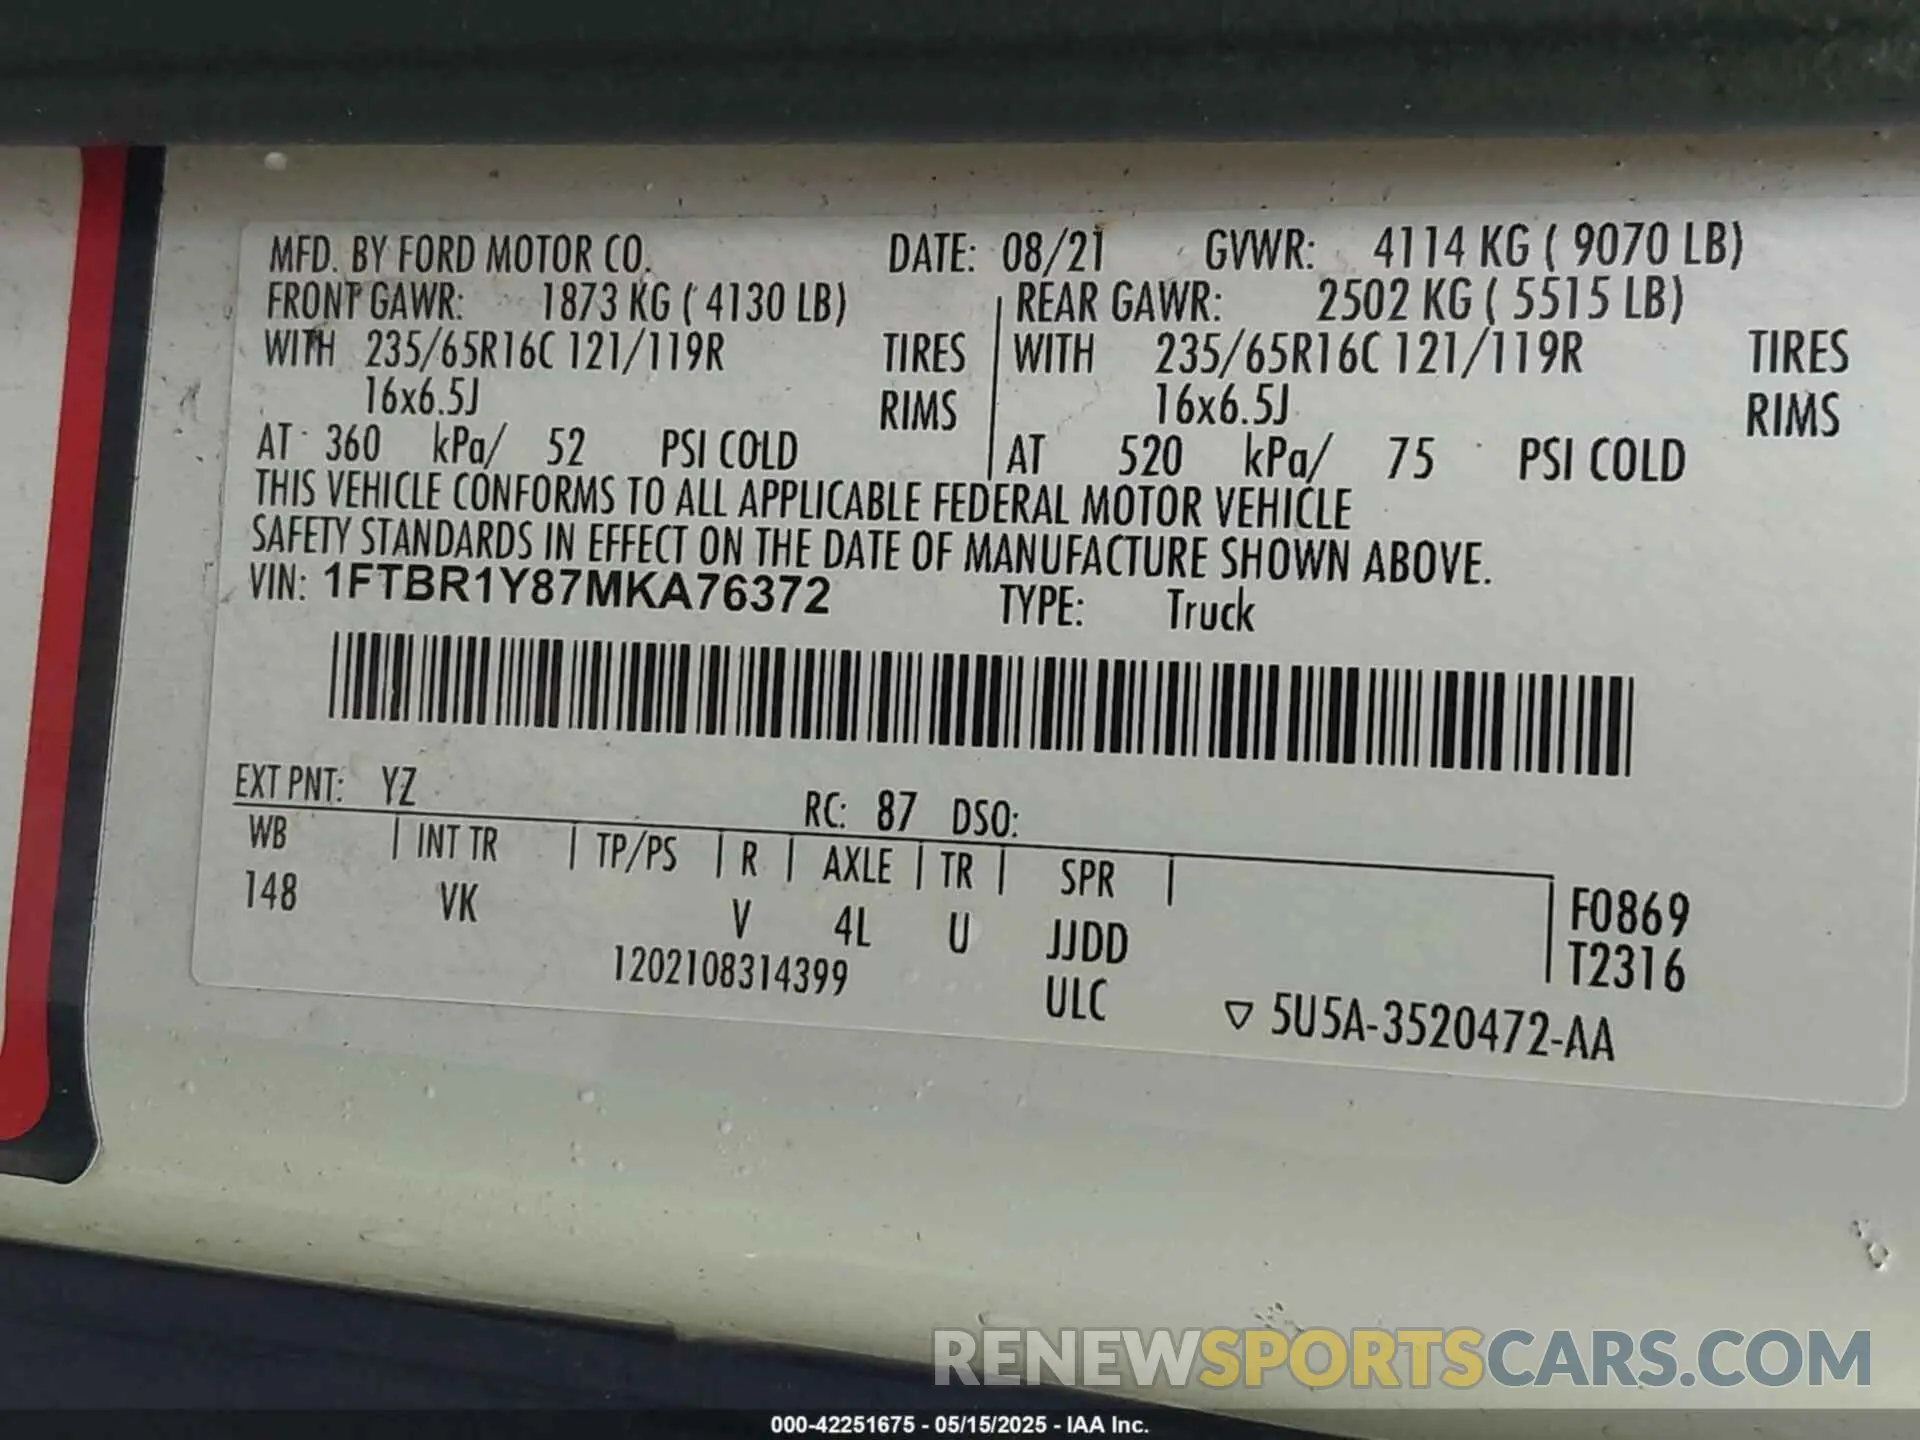 MFD. BY FORD MOTOR CO. DATE: 08/21 GVWR: 4114 KG ( 9070 LB)
FRONT GAWR: 1873 KG ( 4130 LB) REAR GAWR: 2502 KG ( 5515 LB)
WITH 235/65R16C 121/119R TIRES WITH 235/65R16C 121/119R TIRES
16x6.5J RIMS 16x6.5J RIMS
AT 360 kPa/ 52 PSI COLD AT 520 kPa/ 75 PSI COLD
THIS VEHICLE CONFORMS TO ALL APPLICABLE FEDERAL MOTOR VEHICLE
SAFETY STANDARDS IN EFFECT ON THE DATE OF MANUFACTURE SHOWN ABOVE.
VIN: 1FTBR1Y87MKA76372 TYPE: Truck
EXT PNT: YZ RC: 87 DSO:
WB INT TR TP/PS R AXLE TR SPR
148 VK V 4L U JJDD F0869
1202108314399 ULC T2316
5U5A-3520472-AA
RENEWSPORTSCARS.COM
000-42251675 - 05/15/2025 - IAA Inc.